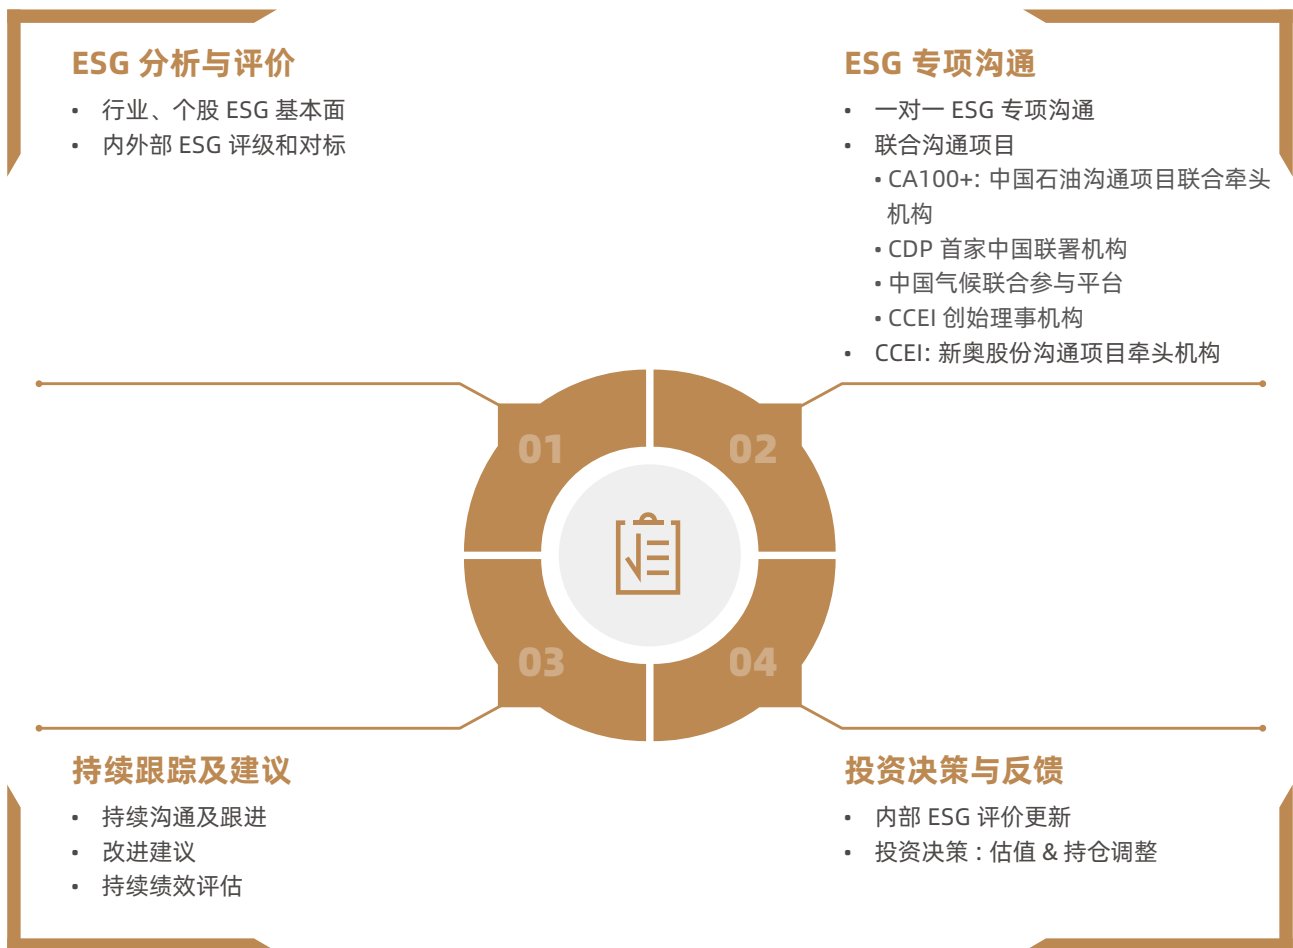 ESG 分析与评价
• 行业、个股 ESG 基本面
• 内外部 ESG 评级和对标
ESG 专项沟通
• 一对一 ESG 专项沟通
• 联合沟通项目
• CA100+: 中国石油沟通项目联合牵头
机构
• CDP 首家中国联署机构
• 中国气候联合参与平台
• CCEI 创始理事机构
• CCEI: 新奥股份沟通项目牵头机构
01
02
03
04
持续跟踪及建议
• 持续沟通及跟进
• 改进建议
• 持续绩效评估
投资决策与反馈
• 内部 ESG 评价更新
• 投资决策 : 估值 & 持仓调整